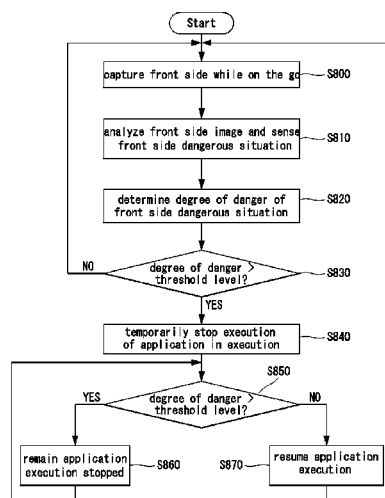 Start
capture front side while on the go
S800
analyze front side image and sense
front side dangerous situation
S810
determine degree of danger of
front side dangerous situation
S820
degree of danger >
threshold level?
S830
NO
YES
temporarily stop execution
of application in execution
S840
S850
degree of danger >
threshold level?
YES
NO
remain application
execution stopped
S860
S870
resume application
execution